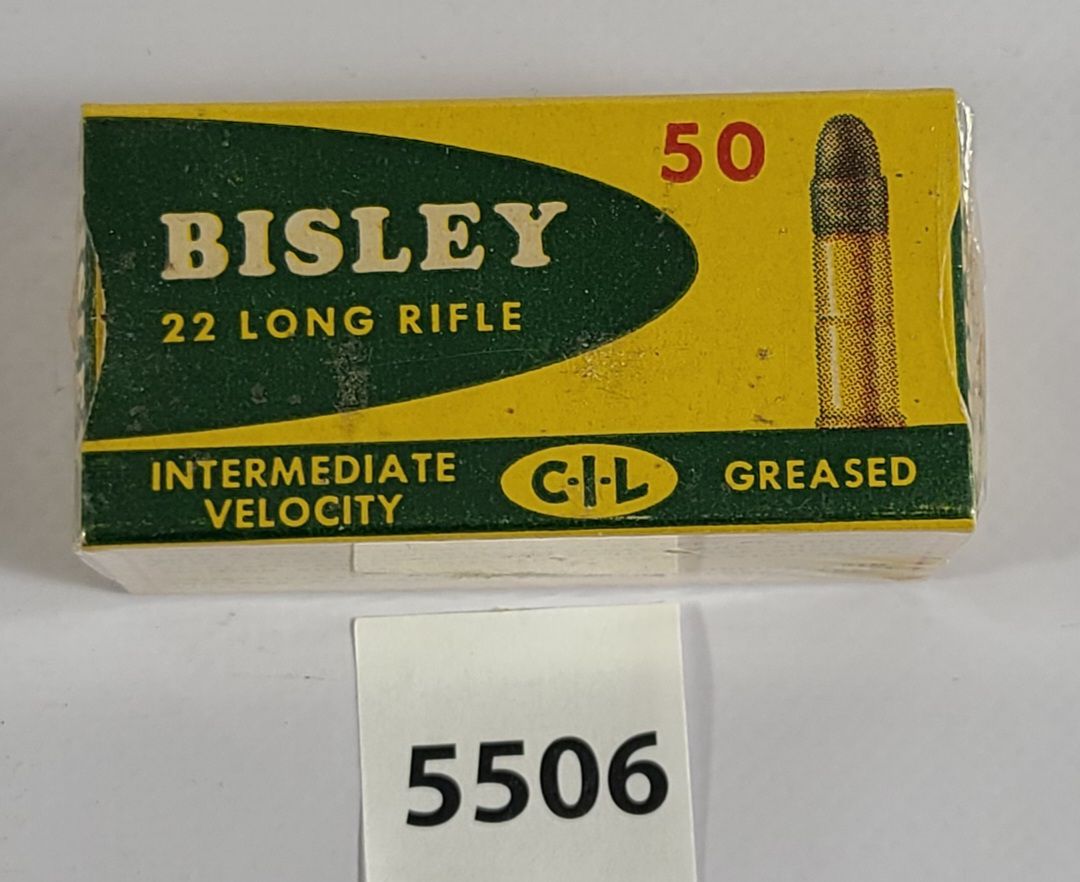 50
BISLEY
22 LONG RIFLE
INTERMEDIATE
VELOCITY
C-I-L
GREASED
5506